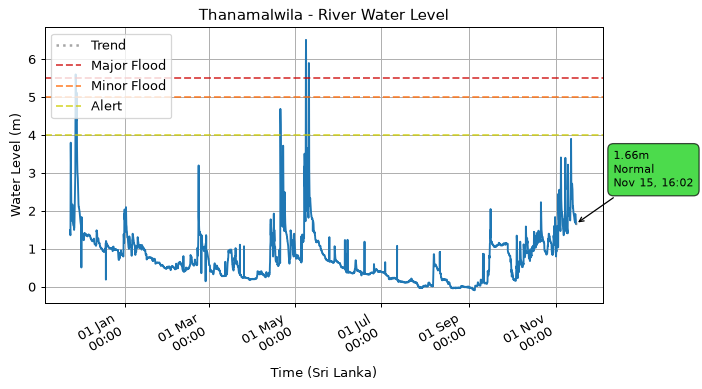 Thanamalwila - River Water Level
Trend
Major Flood
Minor Flood
Alert
Water Level (m)
6
5
4
3
2
1
0
1.66m
Normal
Nov 15, 16:02
01 Jan
00:00
01 Mar
00:00
01 May
00:00
01 Jul
00:00
01 Sep
00:00
01 Nov
00:00
Time (Sri Lanka)